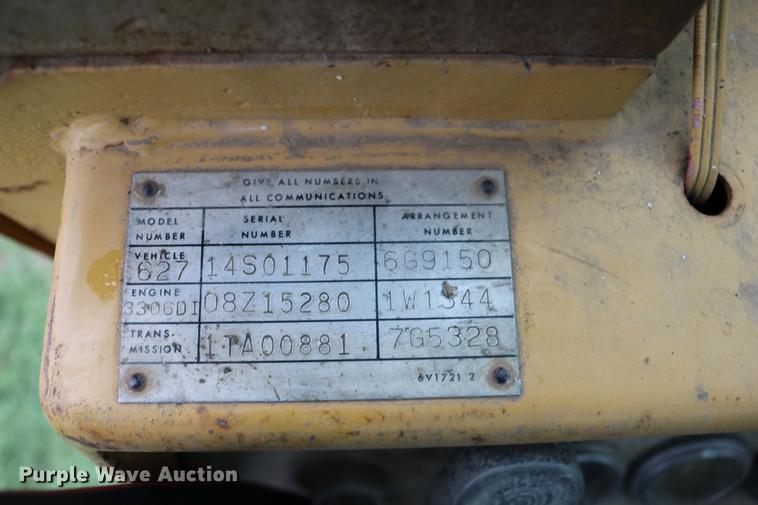 GIVE ALL NUMBERS IN
ALL COMMUNICATIONS
MODEL NUMBER SERIAL NUMBER ARRANGEMENT NUMBER
VEHICLE 627 14S01175 6G9150
ENGINE 3306DI 08Z15280 1W1344
TRANS- MISSION 1TA00881 7G5328
6V1721 2
Purple Wave Auction